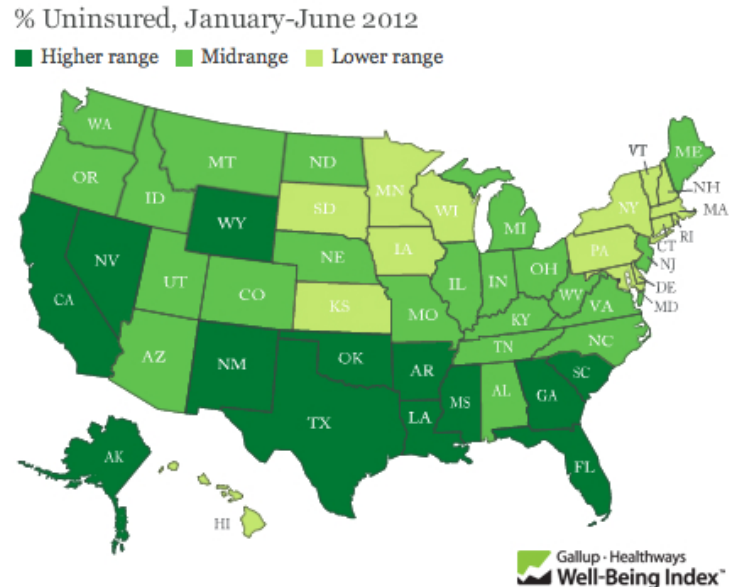 % Uninsured, January-June 2012
Higher range Midrange Lower range
WA
MT
ND
MN
VT
ME
OR
ID
SD
WI
NY
NH
MA
WY
MI
RI
CT
NV
NE
IA
PA
NJ
CA
UT
CO
IL
IN
OH
DE
KS
MO
WV
VA
MD
KY
AZ
NM
OK
AR
TN
NC
TX
LA
MS
AL
GA
SC
AK
FL
HI
Gallup · Healthways
Well-Being Index™